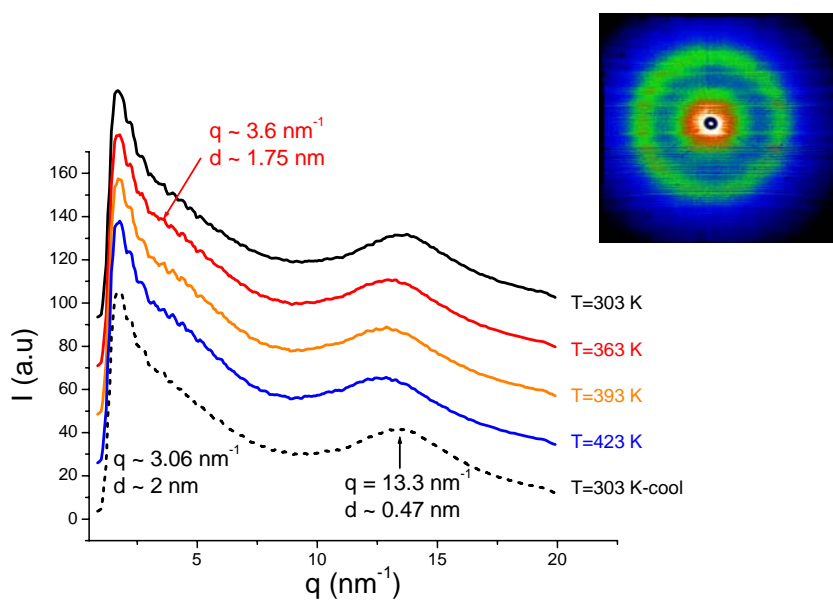 q ~ 3.6 nm⁻¹
d ~ 1.75 nm
160
140
120
100
80
60
40
20
0
I (a.u)
T=303 K
T=363 K
T=393 K
T=423 K
T=303 K-cool
q ~ 3.06 nm⁻¹
d ~ 2 nm
q = 13.3 nm⁻¹
d ~ 0.47 nm
5
10
15
20
q (nm⁻¹)